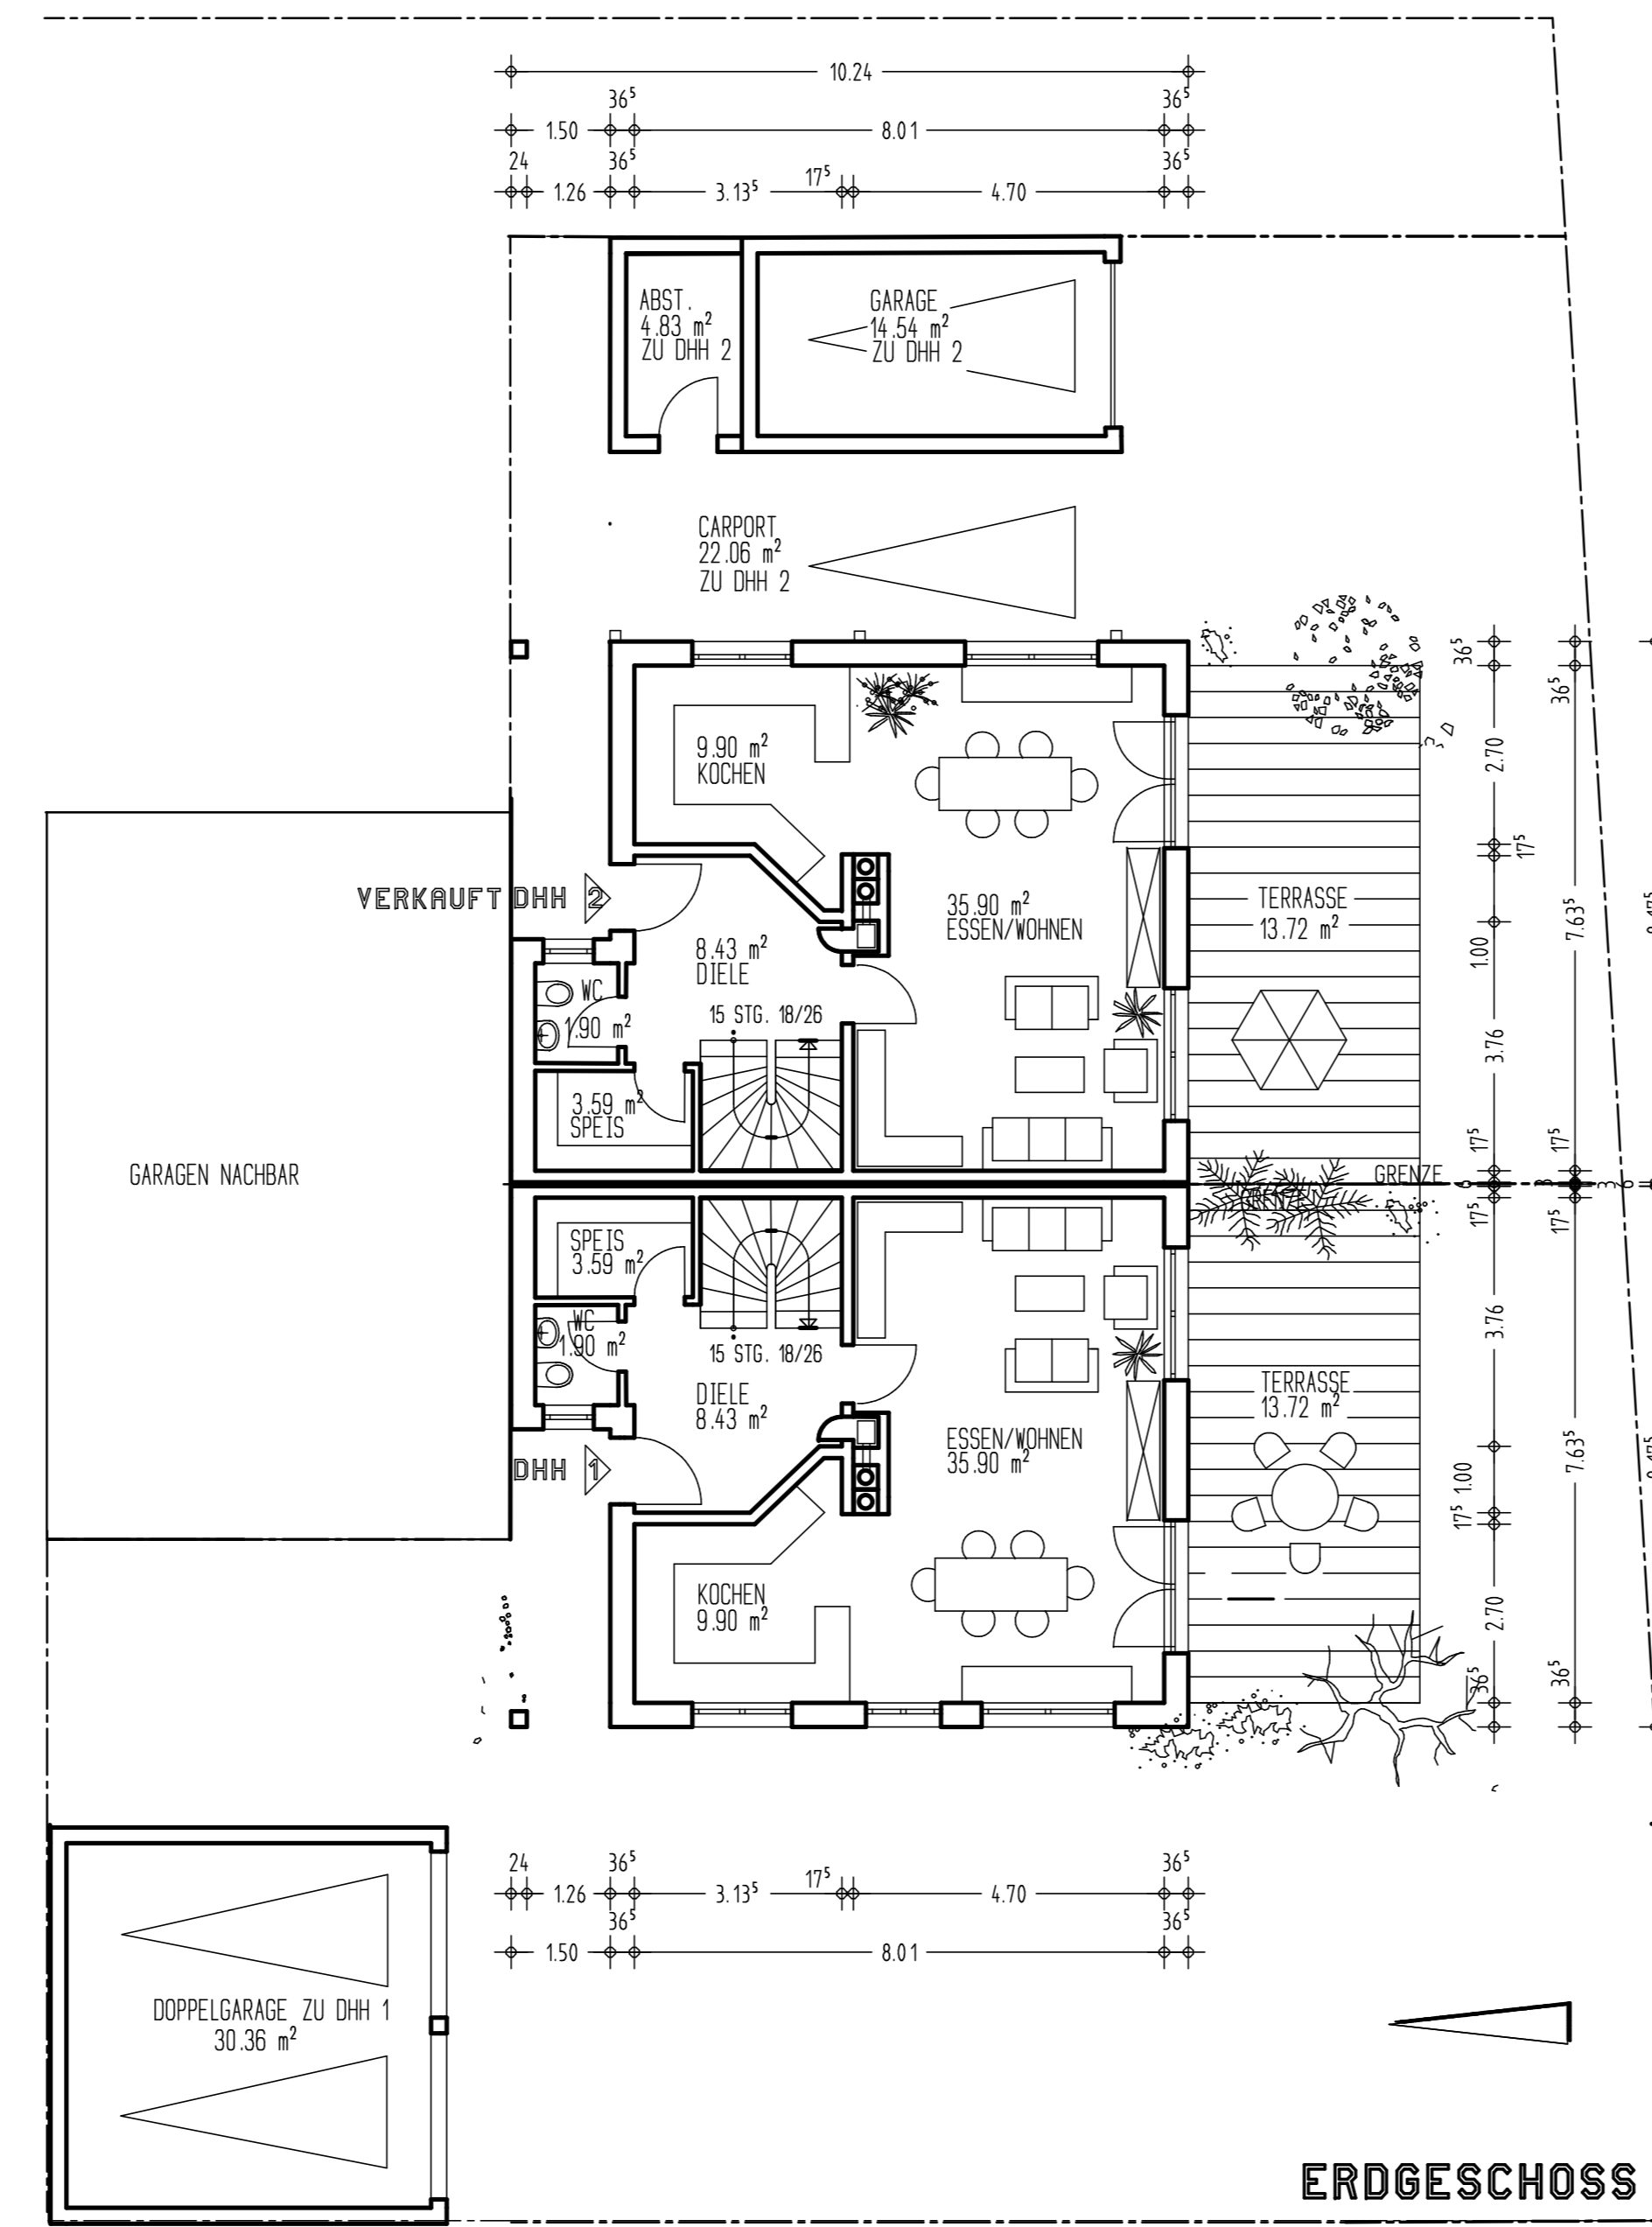 10.24
36⁵ 36⁵
1.50 8.01
24 36⁵ 36⁵
1.26 3.13⁵ 17⁵ 4.70
ABST.
4.83 m²
ZU DHH 2
GARAGE
14.54 m²
ZU DHH 2
CARPORT
22.06 m²
ZU DHH 2
9.90 m²
KOCHEN
VERKAUFT DHH 2
8.43 m²
DIELE
35.90 m²
ESSEN/WOHNEN
TERRASSE
13.72 m²
WC
1.90 m²
15 STG. 18/26
3.59 m²
SPEIS
GARAGEN NACHBAR
GRENZE
GRENZE
SPEIS
3.59 m²
WC
1.90 m²
15 STG. 18/26
DIELE
8.43 m²
DHH 1
ESSEN/WOHNEN
35.90 m²
TERRASSE
13.72 m²
KOCHEN
9.90 m²
36⁵
2.70
17⁵
1.00
3.76
17⁵
6
17⁵
3.76
1.00
17⁵
2.70
36⁵
36⁵
7.63⁵
17⁵
3
3
6
17⁵
7.63⁵
36⁵
24 36⁵ 36⁵
1.26 3.13⁵ 17⁵ 4.70
36⁵ 36⁵
1.50 8.01
DOPPELGARAGE ZU DHH 1
30.36 m²
ERDGESCHOSS